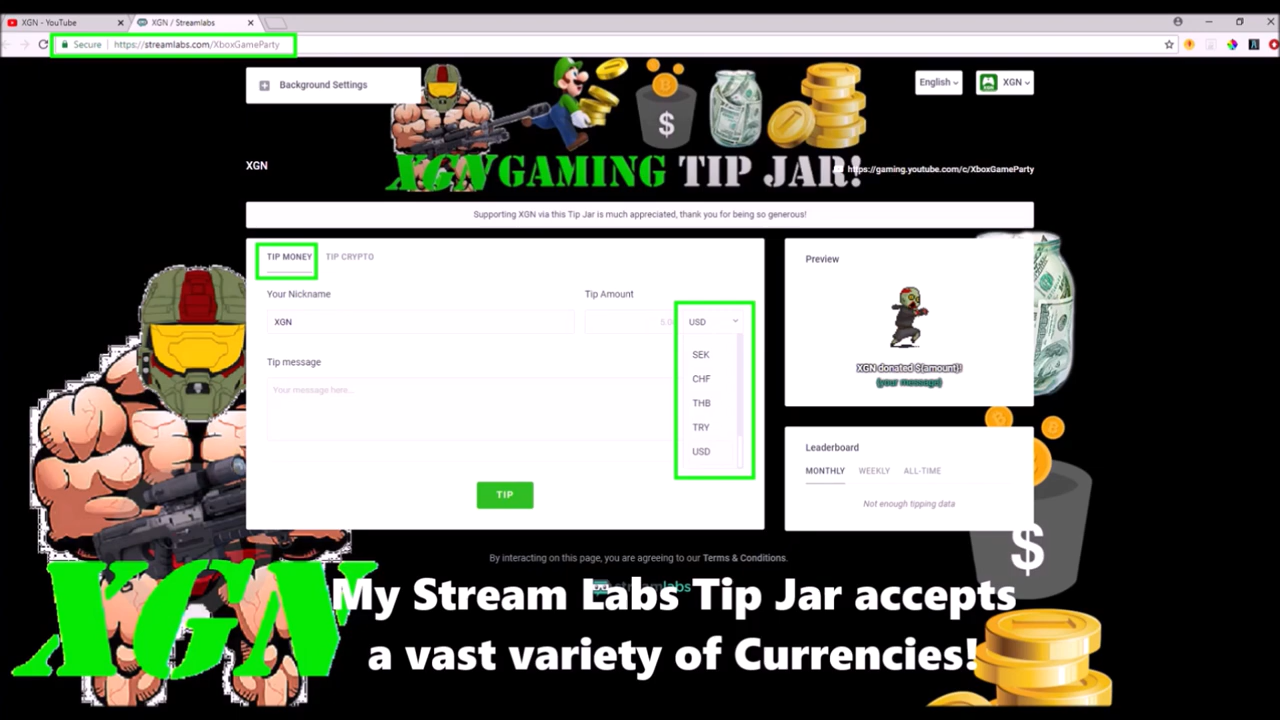 XGN - YouTube
XGN / Streamlabs
Secure
https://streamlabs.com/XboxGameParty
Background Settings
English
XGN
XGN GAMING TIP JAR!
XGN
https://gaming.youtube.com/c/XboxGameParty
Supporting XGN via this Tip Jar is much appreciated, thank you for being so generous!
TIP MONEY
TIP CRYPTO
Your Nickname
Tip Amount
XGN
USD
Tip message
Your message here...
SEK
CHF
THB
TRY
USD
TIP
Preview
XGN donated ${amount}!
{your message}
Leaderboard
MONTHLY WEEKLY ALL-TIME
Not enough tipping data
By interacting on this page, you are agreeing to our Terms & Conditions.
XGN
My Stream Labs Tip Jar accepts
a vast variety of Currencies!